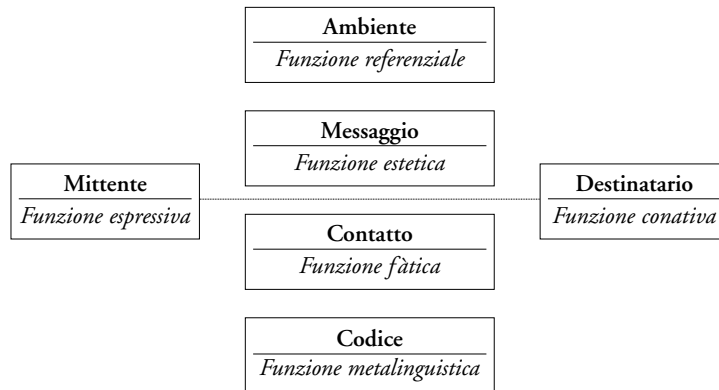 Ambiente
Funzione referenziale
Messaggio
Funzione estetica
Mittente
Funzione espressiva
Destinatario
Funzione conativa
Contatto
Funzione fàtica
Codice
Funzione metalinguistica